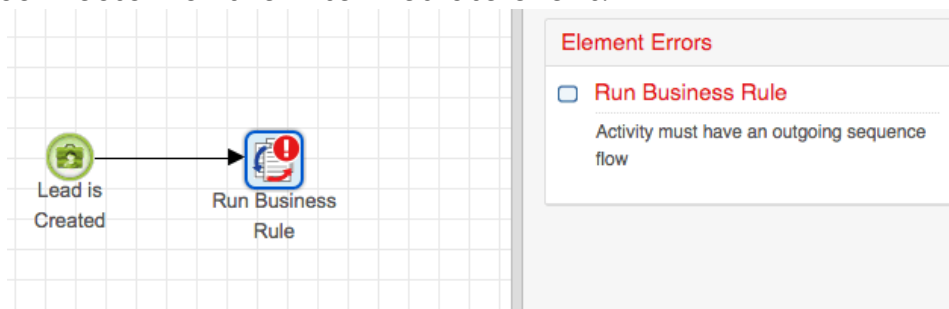 Element Errors
Run Business Rule
Activity must have an outgoing sequence
flow
Lead is
Created
Run Business
Rule